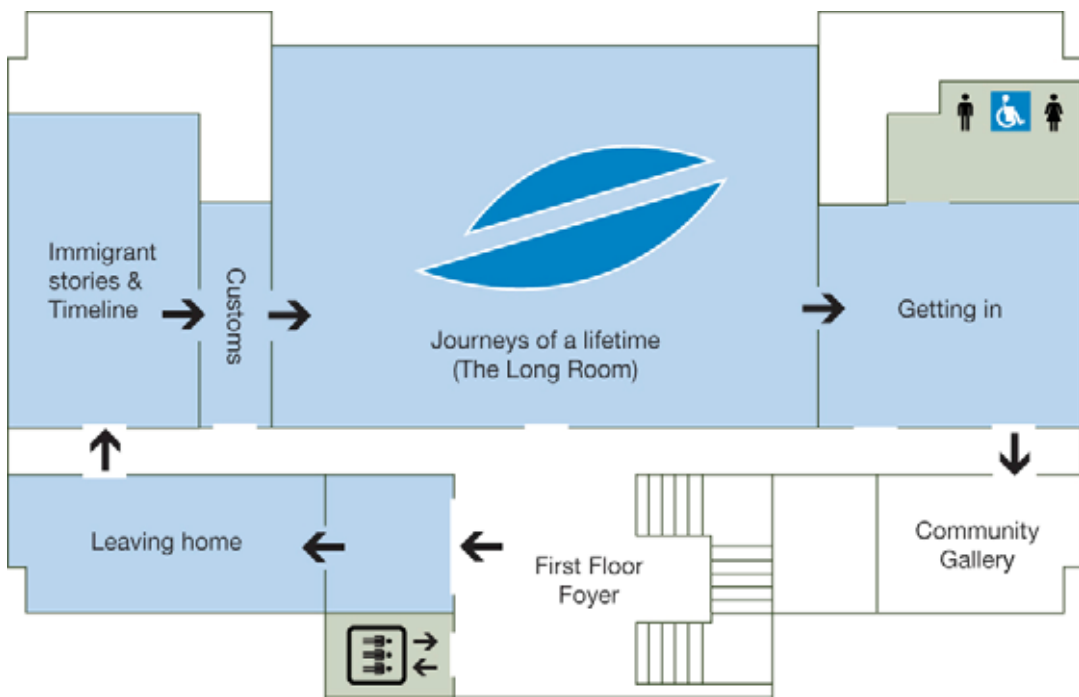 Immigrant
stories &
Timeline
Customs
Journeys of a lifetime
(The Long Room)
Getting in
Leaving home
First Floor
Foyer
Community
Gallery